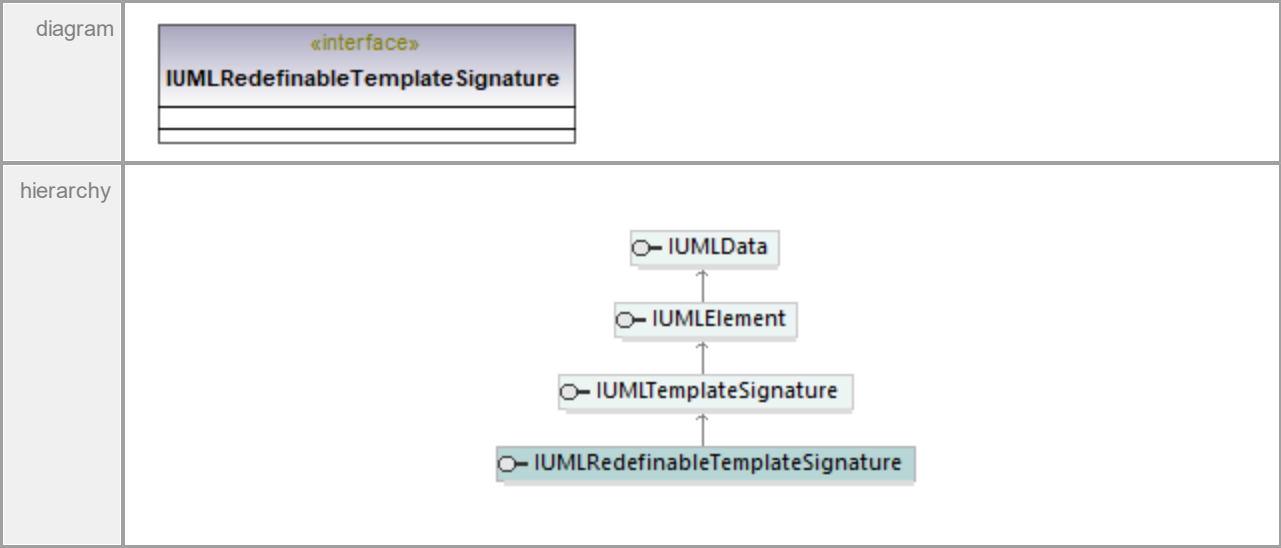 diagram
«interface»
IUMLRedefinableTemplateSignature
hierarchy
IUMLData
IUMLElement
IUMLTemplateSignature
IUMLRedefinableTemplateSignature